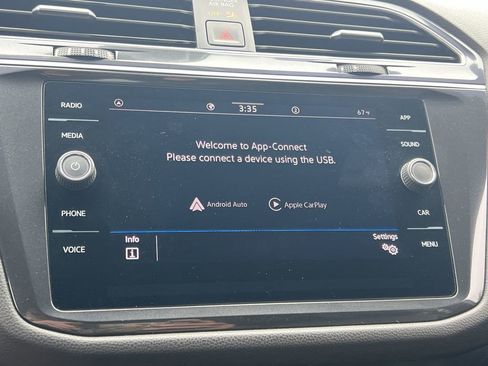 AIR BAG
RADIO
MEDIA
PHONE
VOICE
3:35
2
67°F
Welcome to App-Connect
Please connect a device using the USB.
Android Auto
Apple CarPlay
Info
Settings
APP
SOUND
CAR
MENU